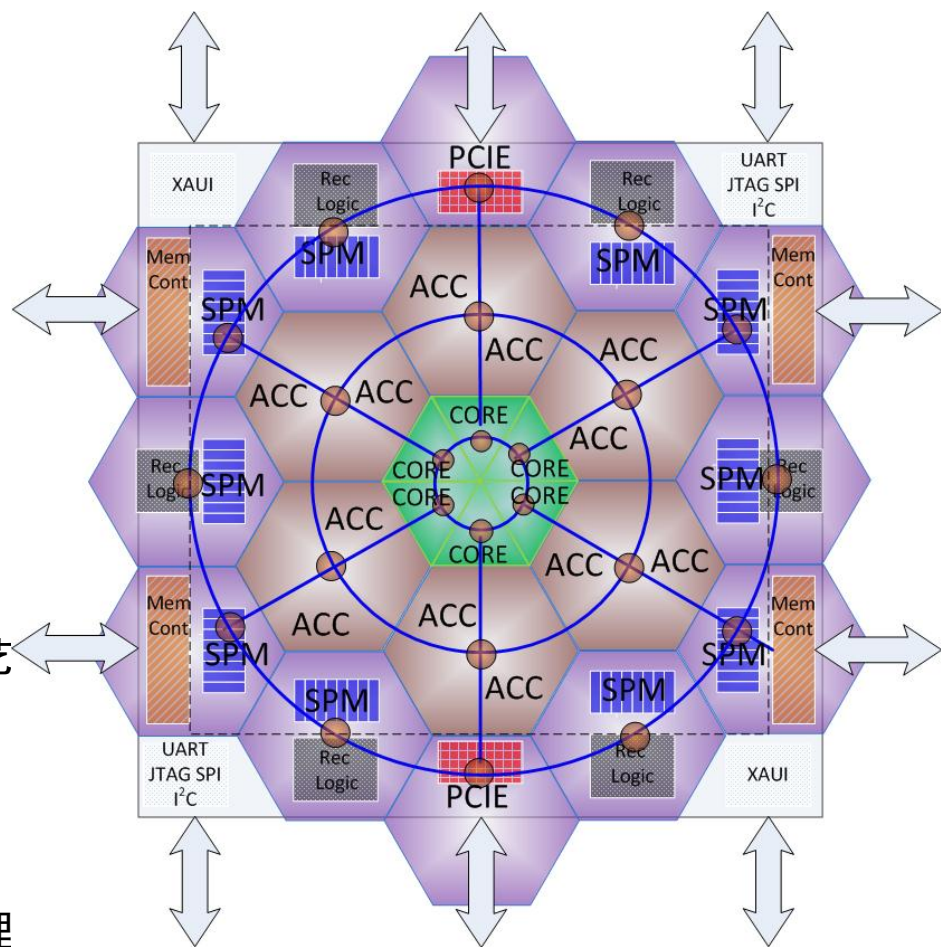 PCIE
XAUI
Rec
Logic
Rec
Logic
UART
JTAG SPI
I²C
SPM
SPM
Mem
Cont
Mem
Cont
SPM
ACC
SPM
ACC
ACC
ACC
ACC
CORE
ACC
CORE
CORE
Rec
Logic
SPM
SPM
Rec
Logic
CORE
CORE
ACC
CORE
ACC
ACC
Mem
Cont
Mem
Cont
ACC
ACC
SPM
SPM
SPM
ACC
SPM
UART
JTAG SPI
I²C
Rec
Logic
Rec
Logic
XAUI
PCIE
理